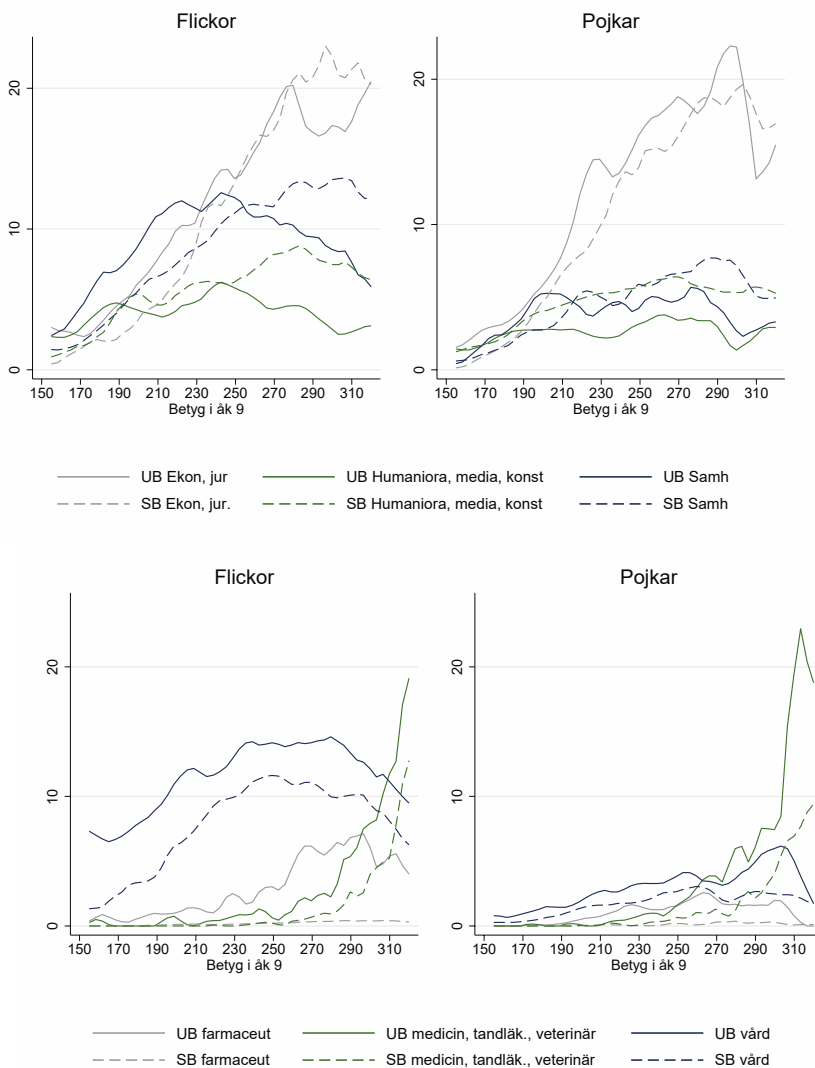 Flickor Pojkar
20 20
10 10
0 0
150 170 190 210 230 250 270 290 310 150 170 190 210 230 250 270 290 310
Betyg i åk 9 Betyg i åk 9
UB Ekon, jur UB Humaniora, media, konst UB Samh
SB Ekon, jur. SB Humaniora, media, konst SB Samh
Flickor Pojkar
20 20
10 10
0 0
150 170 190 210 230 250 270 290 310 150 170 190 210 230 250 270 290 310
Betyg i åk 9 Betyg i åk 9
UB farmaceut UB medicin, tandläk., veterinär UB vård
SB farmaceut SB medicin, tandläk., veterinär SB vård